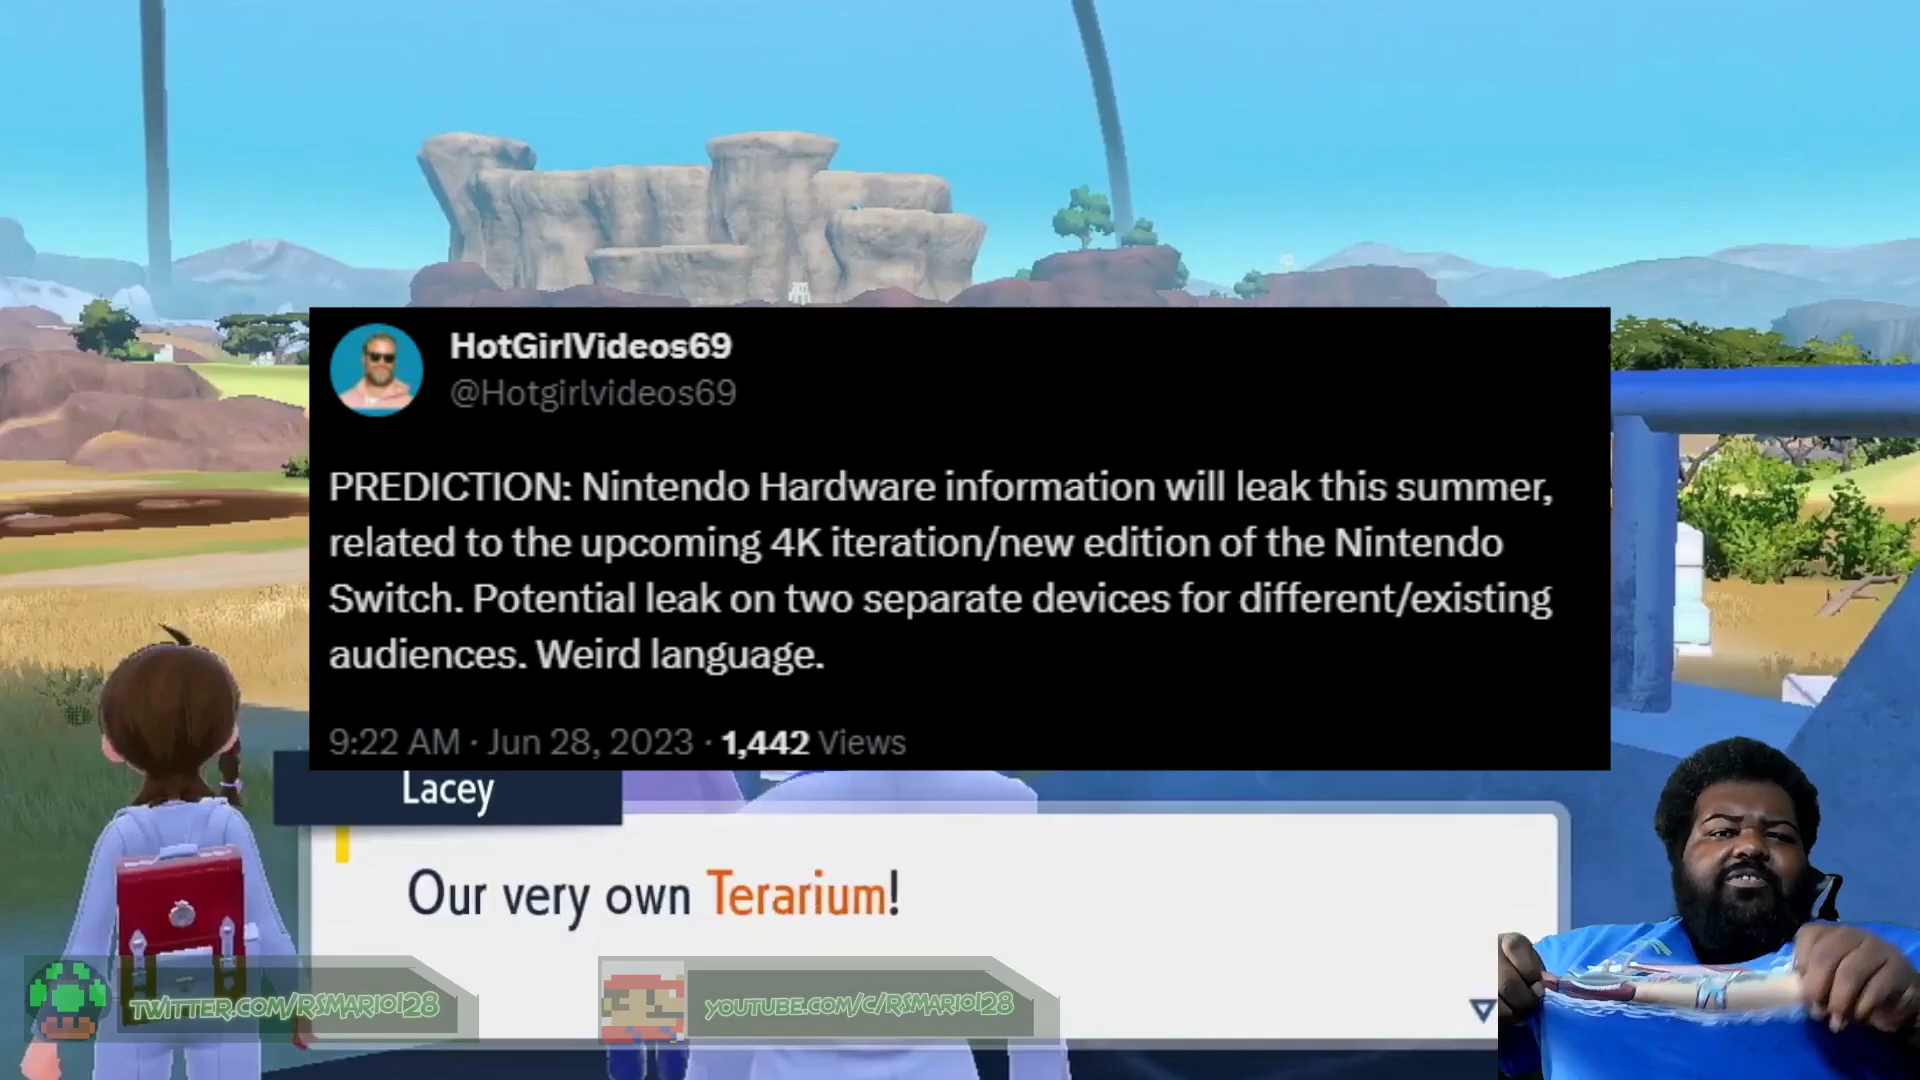 HotGirlVideos69
@Hotgirlvideos69
PREDICTION: Nintendo Hardware information will leak this summer,
related to the upcoming 4K iteration/new edition of the Nintendo
Switch. Potential leak on two separate devices for different/existing
audiences. Weird language.
9:22 AM · Jun 28, 2023 · 1,442 Views
Lacey
Our very own Terarium!
TWITTER.COM/RSMARIO128
YOUTUBE.COM/C/RSMARIO128